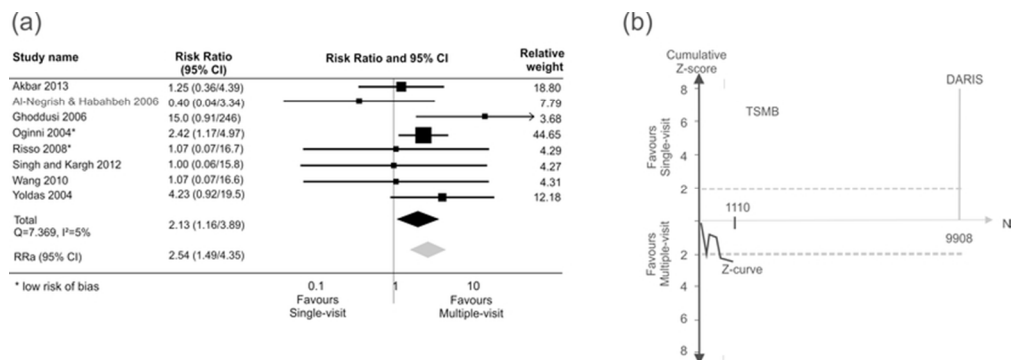 (a)
Study name Risk Ratio (95% CI) Risk Ratio and 95% CI Relative weight
Akbar 2013 1.25 (0.36/4.39) 18.80
Al-Negrish & Habahbeh 2006 0.40 (0.04/3.34) 7.79
Ghoddusi 2006 15.0 (0.91/246) 3.68
Oginni 2004* 2.42 (1.17/4.97) 44.65
Risso 2008* 1.07 (0.07/16.7) 4.29
Singh and Kargh 2012 1.00 (0.06/15.8) 4.27
Wang 2010 1.07 (0.07/16.6) 4.31
Yoldas 2004 4.23 (0.92/19.5) 12.18
Total
Q=7.369, I²=5% 2.13 (1.16/3.89)
RRa (95% CI) 2.54 (1.49/4.35)
* low risk of bias
0.1 1 10
Favours Single-visit
Favours Multiple-visit
(b)
Cumulative
Z-score
DARIS
8
TSMB
6
4
2
Favours
Single-visit
1110
N
9908
2
4
6
8
Favours
Multiple-visit
Z-curve